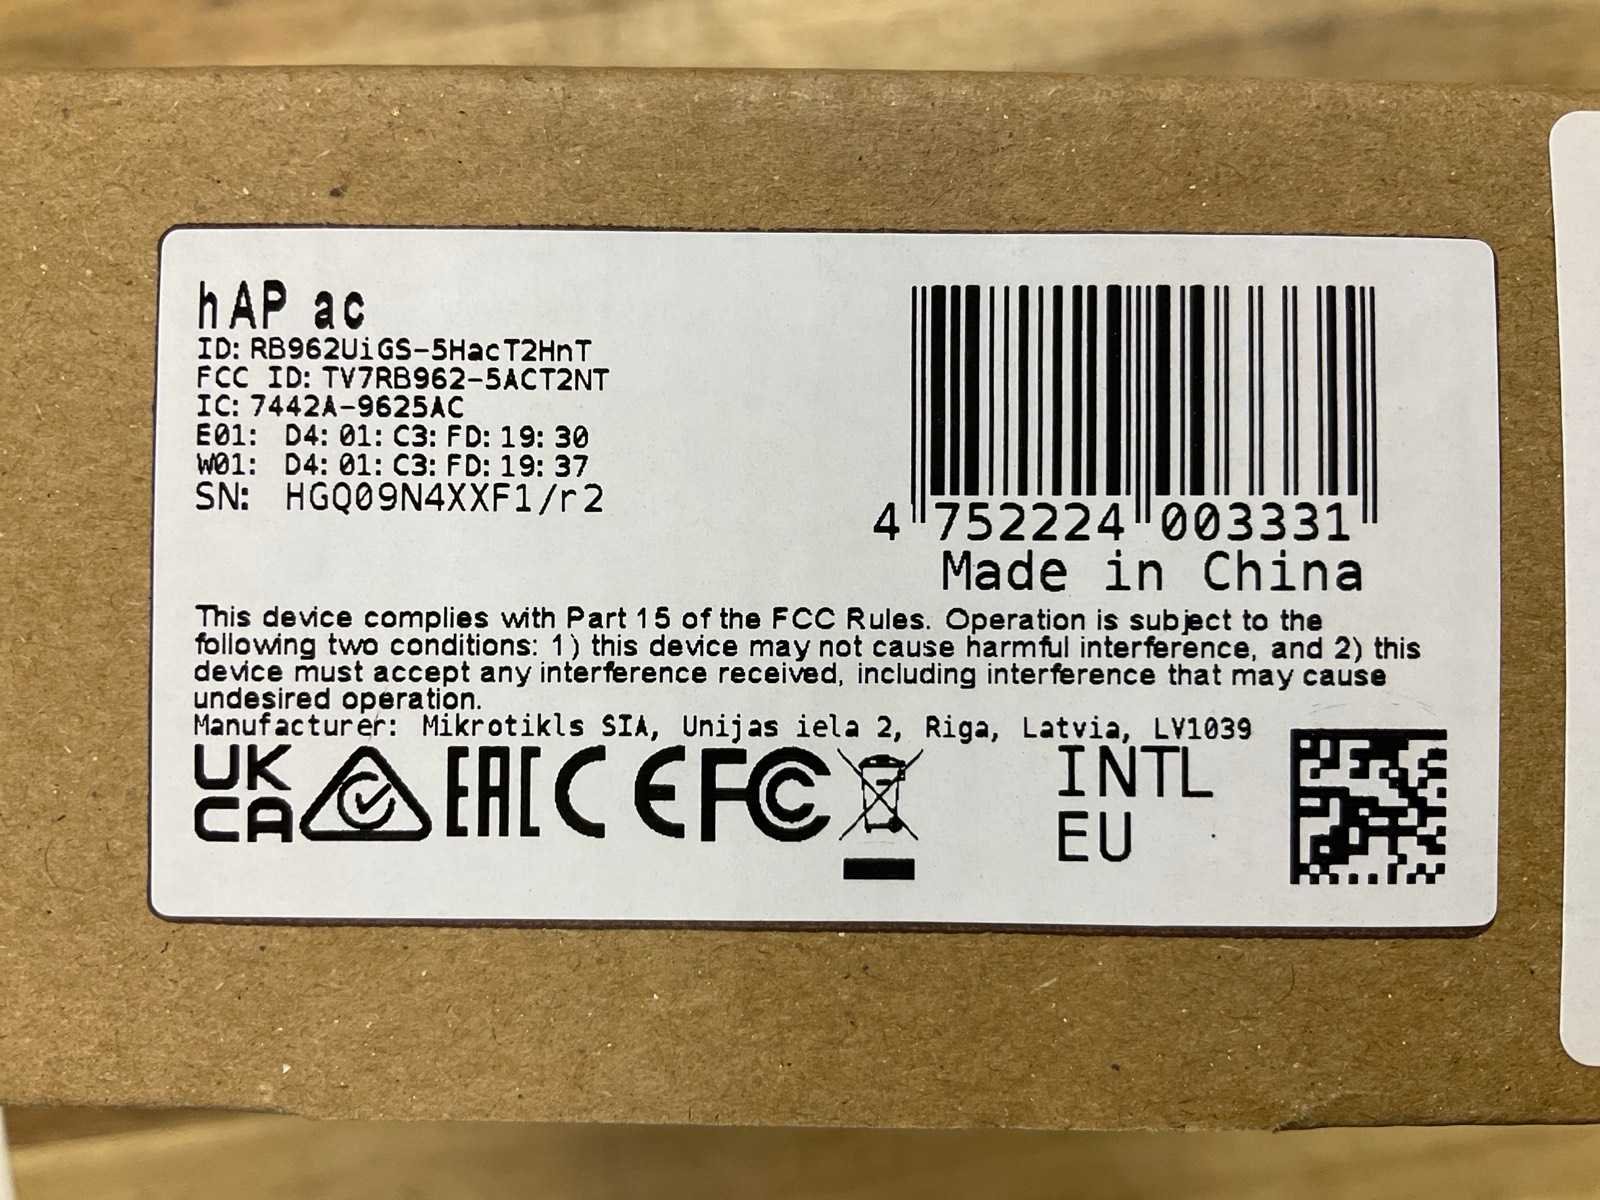 hAP ac
ID: RB962UiGS-5HacT2HnT
FCC ID: TV7RB962-5ACT2NT
IC: 7442A-9625AC
E01: D4:01:C3:FD:19:30
W01: D4:01:C3:FD:19:37
SN: HGQ09N4XXF1/r2
4 752224 003331
Made in China
This device complies with Part 15 of the FCC Rules. Operation is subject to the
following two conditions: 1) this device may not cause harmful interference, and 2) this
device must accept any interference received, including interference that may cause
undesired operation.
Manufacturer: Mikrotikls SIA, Unijas iela 2, Riga, Latvia, LV1039
UK
CA
EAC CE FC
INTL
EU